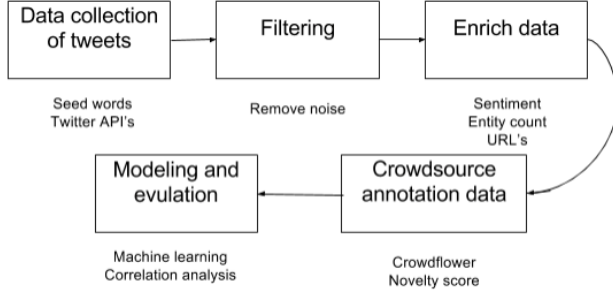 Data collection
of tweets
Filtering
Enrich data
Seed words
Twitter API's
Remove noise
Sentiment
Entity count
URL's
Modeling and
evulation
Crowdsource
annotation data
Machine learning
Correlation analysis
Crowdflower
Novelty score